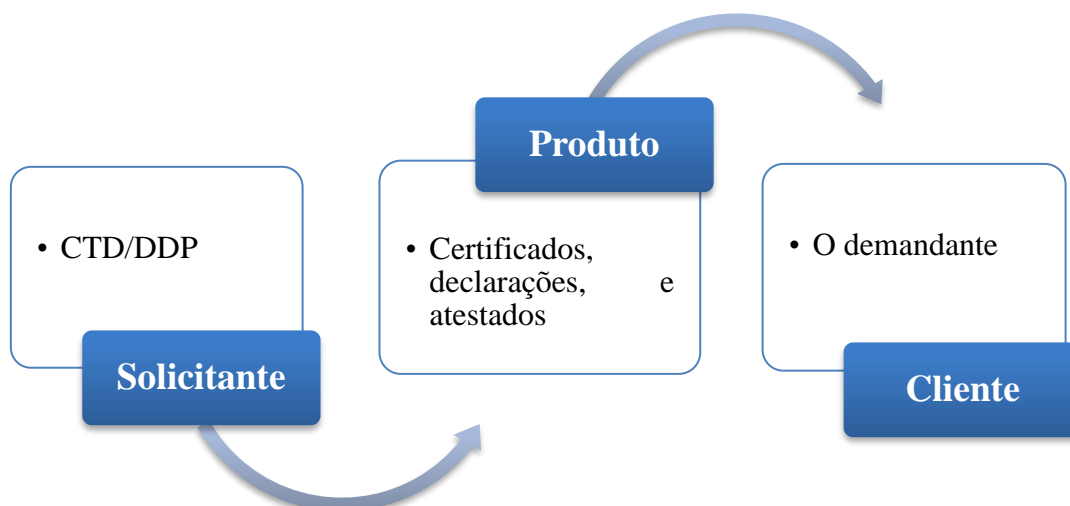 • CTD/DDP
Solicitante
Produto
• Certificados,
declarações, e
atestados
• O demandante
Cliente